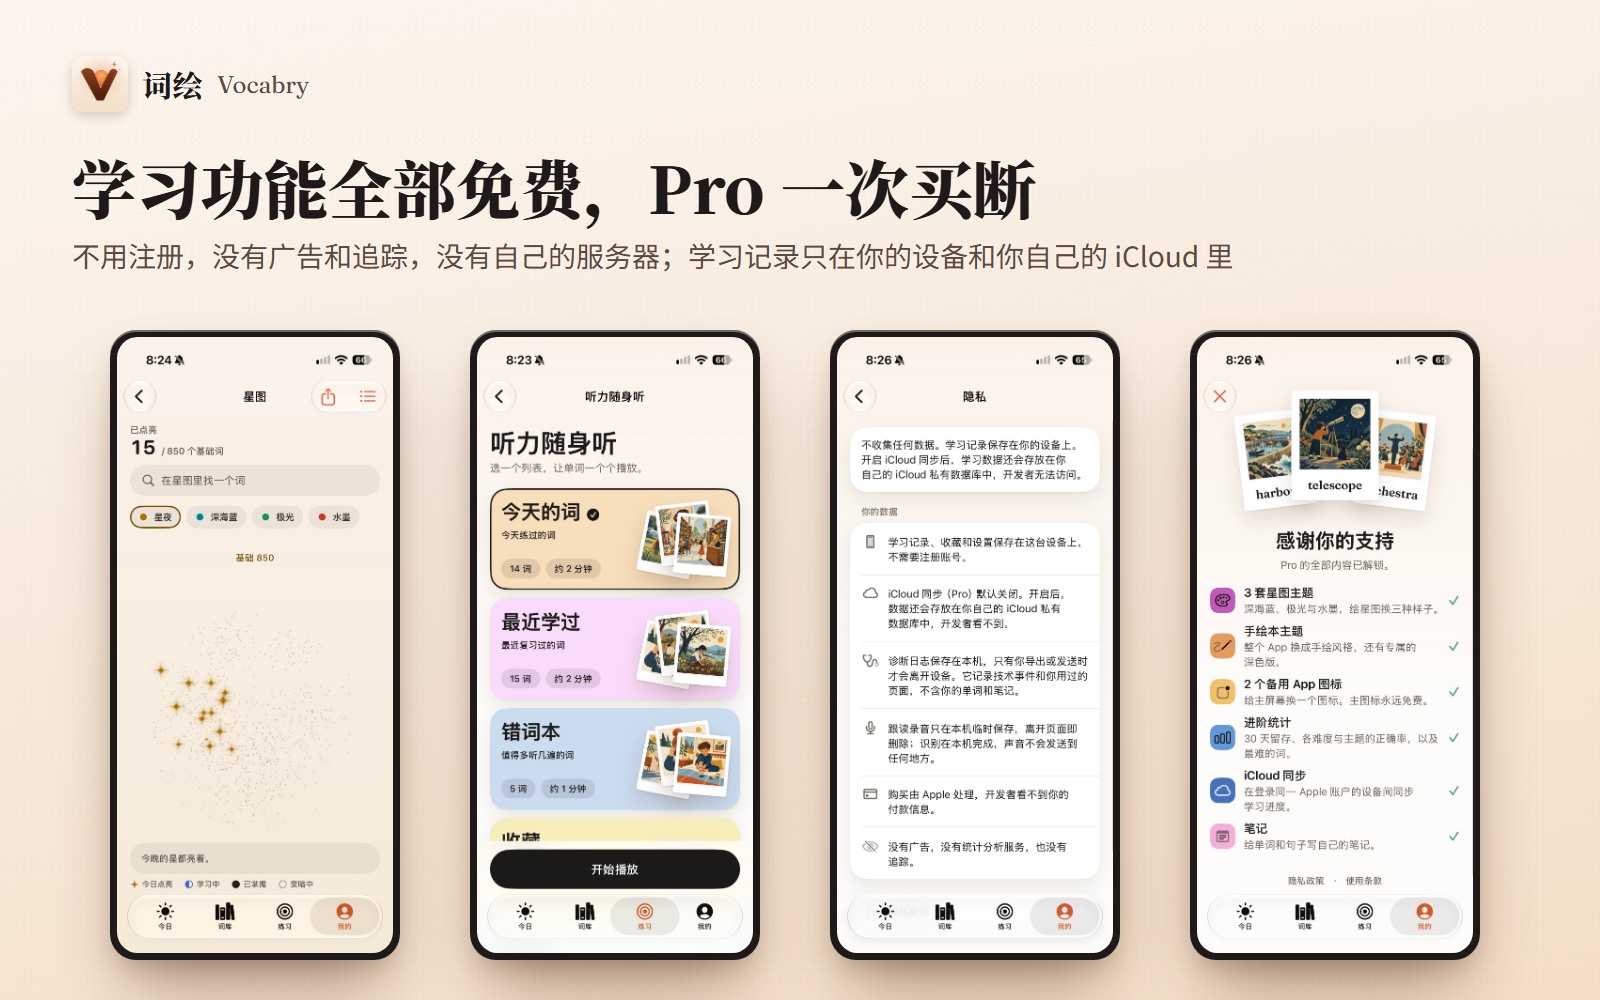 词绘 Vocabry
学习功能全部免费，Pro 一次买断
不用注册，没有广告和追踪，没有自己的服务器；学习记录只在你的设备和你自己的 iCloud 里
8:24
星图
已点亮
15 / 850 个基础词
在星图里找一个词
星夜 深海蓝 极光 水墨
基础 850
今晚的星都亮着。
今日点亮 学习中 已掌握 变暗中
今日 词库 练习 我的
8:23
听力随身听
听力随身听
选一个列表，让单词一个个播放。
今天的词
今天练过的词
14 词 约 2 分钟
最近学过
最近复习过的词
15 词 约 2 分钟
错词本
值得多听几遍的词
5 词 约 1 分钟
收藏
开始播放
今日 词库 练习 我的
8:26
隐私
不收集任何数据。学习记录保存在你的设备上。
开启 iCloud 同步后，学习数据还会存放在你
自己的 iCloud 私有数据库中，开发者无法访问。
你的数据
学习记录、收藏和设置保存在这台设备上，
不需要注册账号。
iCloud 同步（Pro）默认关闭。开启后，
数据还会存放在你自己的 iCloud 私有
数据库中，开发者看不到。
诊断日志保存在本机，只有你导出或发送时
才会离开设备。它记录技术事件和你用过的
页面，不含你的单词和笔记。
跟读录音只在本机临时保存，离开页面即
删除；识别在本机完成，声音不会发送到
任何地方。
购买由 Apple 处理，开发者看不到你的
付款信息。
没有广告，没有统计分析服务，也没有
追踪。
今日 词库 练习 我的
8:26
harbo telescope chestra
感谢你的支持
Pro 的全部内容已解锁。
3 套星图主题
深海蓝、极光与水墨，给星图换三种样子。
手绘本主题
整个 App 换成手绘风格，还有专属的
深色版。
2 个备用 App 图标
给主屏幕换一个图标。主图标永远免费。
进阶统计
30 天留存、各难度与主题的正确率，以及
最难的词。
iCloud 同步
在登录同一 Apple 账户的设备间同步
学习进度。
笔记
给单词和句子写自己的笔记。
隐私政策 · 使用条款
今日 词库 练习 我的